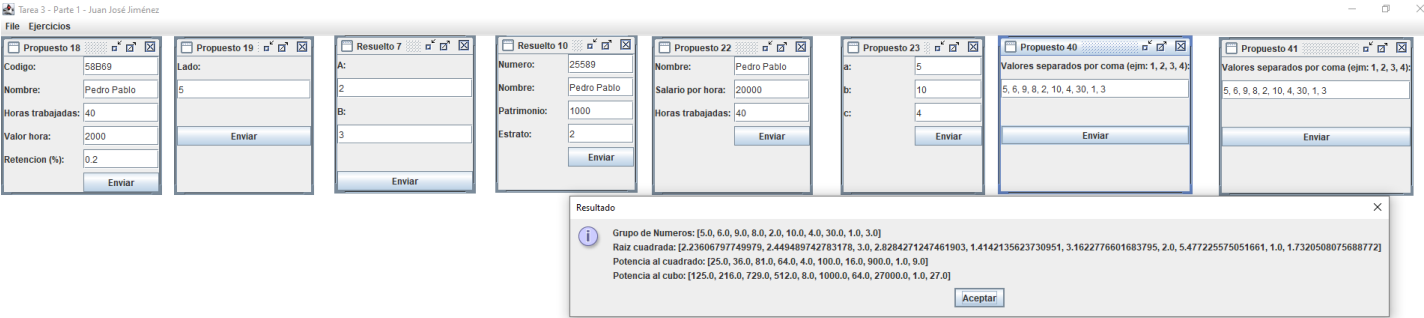 Tarea 3 - Parte 1 - Juan José Jiménez
File Ejercicios
Propuesto 18
Codigo: 58B69
Nombre: Pedro Pablo
Horas trabajadas: 40
Valor hora: 2000
Retencion (%): 0.2
Enviar
Propuesto 19
Lado:
5
Enviar
Resuelto 7
A:
2
B:
3
Enviar
Resuelto 10
Numero: 25589
Nombre: Pedro Pablo
Patrimonio: 1000
Estrato: 2
Enviar
Propuesto 22
Nombre: Pedro Pablo
Salario por hora: 20000
Horas trabajadas: 40
Enviar
Propuesto 23
a: 5
b: 10
c: 4
Enviar
Propuesto 40
Valores separados por coma (ejm: 1, 2, 3, 4):
5, 6, 9, 8, 2, 10, 4, 30, 1, 3
Enviar
Propuesto 41
Valores separados por coma (ejm: 1, 2, 3, 4):
5, 6, 9, 8, 2, 10, 4, 30, 1, 3
Enviar
Resultado
Grupo de Numeros: [5.0, 6.0, 9.0, 8.0, 2.0, 10.0, 4.0, 30.0, 1.0, 3.0]
Raiz cuadrada: [2.23606797749979, 2.449489742783178, 3.0, 2.8284271247461903, 1.4142135623730951, 3.1622776601683795, 2.0, 5.477225575051661, 1.0, 1.7320508075688772]
Potencia al cuadrado: [25.0, 36.0, 81.0, 64.0, 4.0, 100.0, 16.0, 900.0, 1.0, 9.0]
Potencia al cubo: [125.0, 216.0, 729.0, 512.0, 8.0, 1000.0, 64.0, 27000.0, 1.0, 27.0]
Aceptar